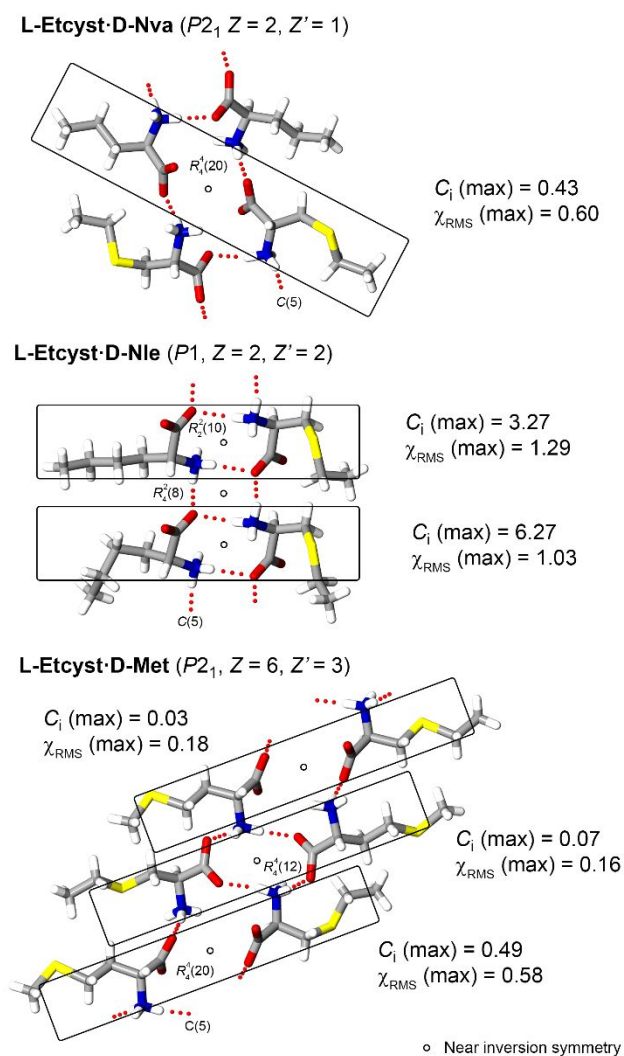 L-Etcyst·D-Nva (P2₁ Z = 2, Z' = 1)
R⁴₄(20)
C(5)
Cᵢ (max) = 0.43
χRMS (max) = 0.60
L-Etcyst·D-Nle (P1, Z = 2, Z' = 2)
R²₂(10)
R²₄(8)
C(5)
Cᵢ (max) = 3.27
χRMS (max) = 1.29
Cᵢ (max) = 6.27
χRMS (max) = 1.03
L-Etcyst·D-Met (P2₁, Z = 6, Z' = 3)
Cᵢ (max) = 0.03
χRMS (max) = 0.18
R⁴₄(12)
Cᵢ (max) = 0.07
χRMS (max) = 0.16
R⁴₄(20)
C(5)
Cᵢ (max) = 0.49
χRMS (max) = 0.58
o Near inversion symmetry